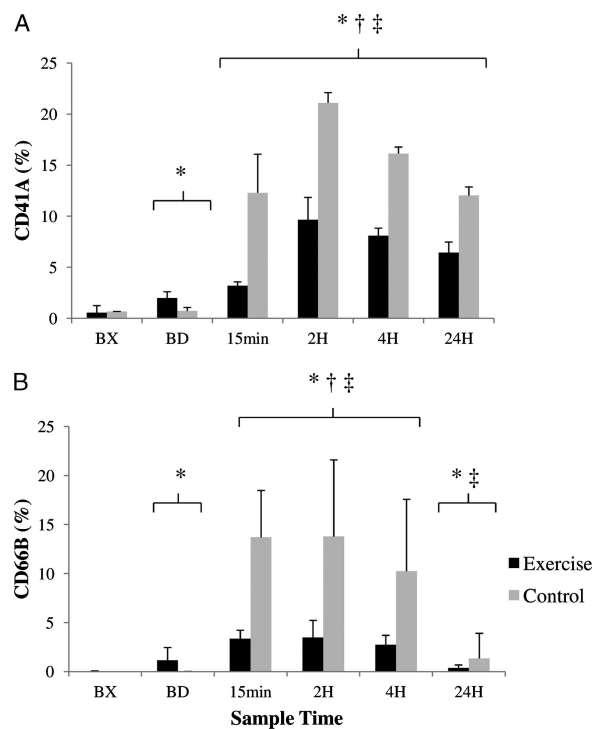 A
* † ‡
25
20
15
10
5
0
CD41A (%)
*
BX BD 15min 2H 4H 24H
B
* † ‡
25
20
15
10
5
0
CD66B (%)
*
* ‡
Exercise
Control
BX BD 15min 2H 4H 24H
Sample Time